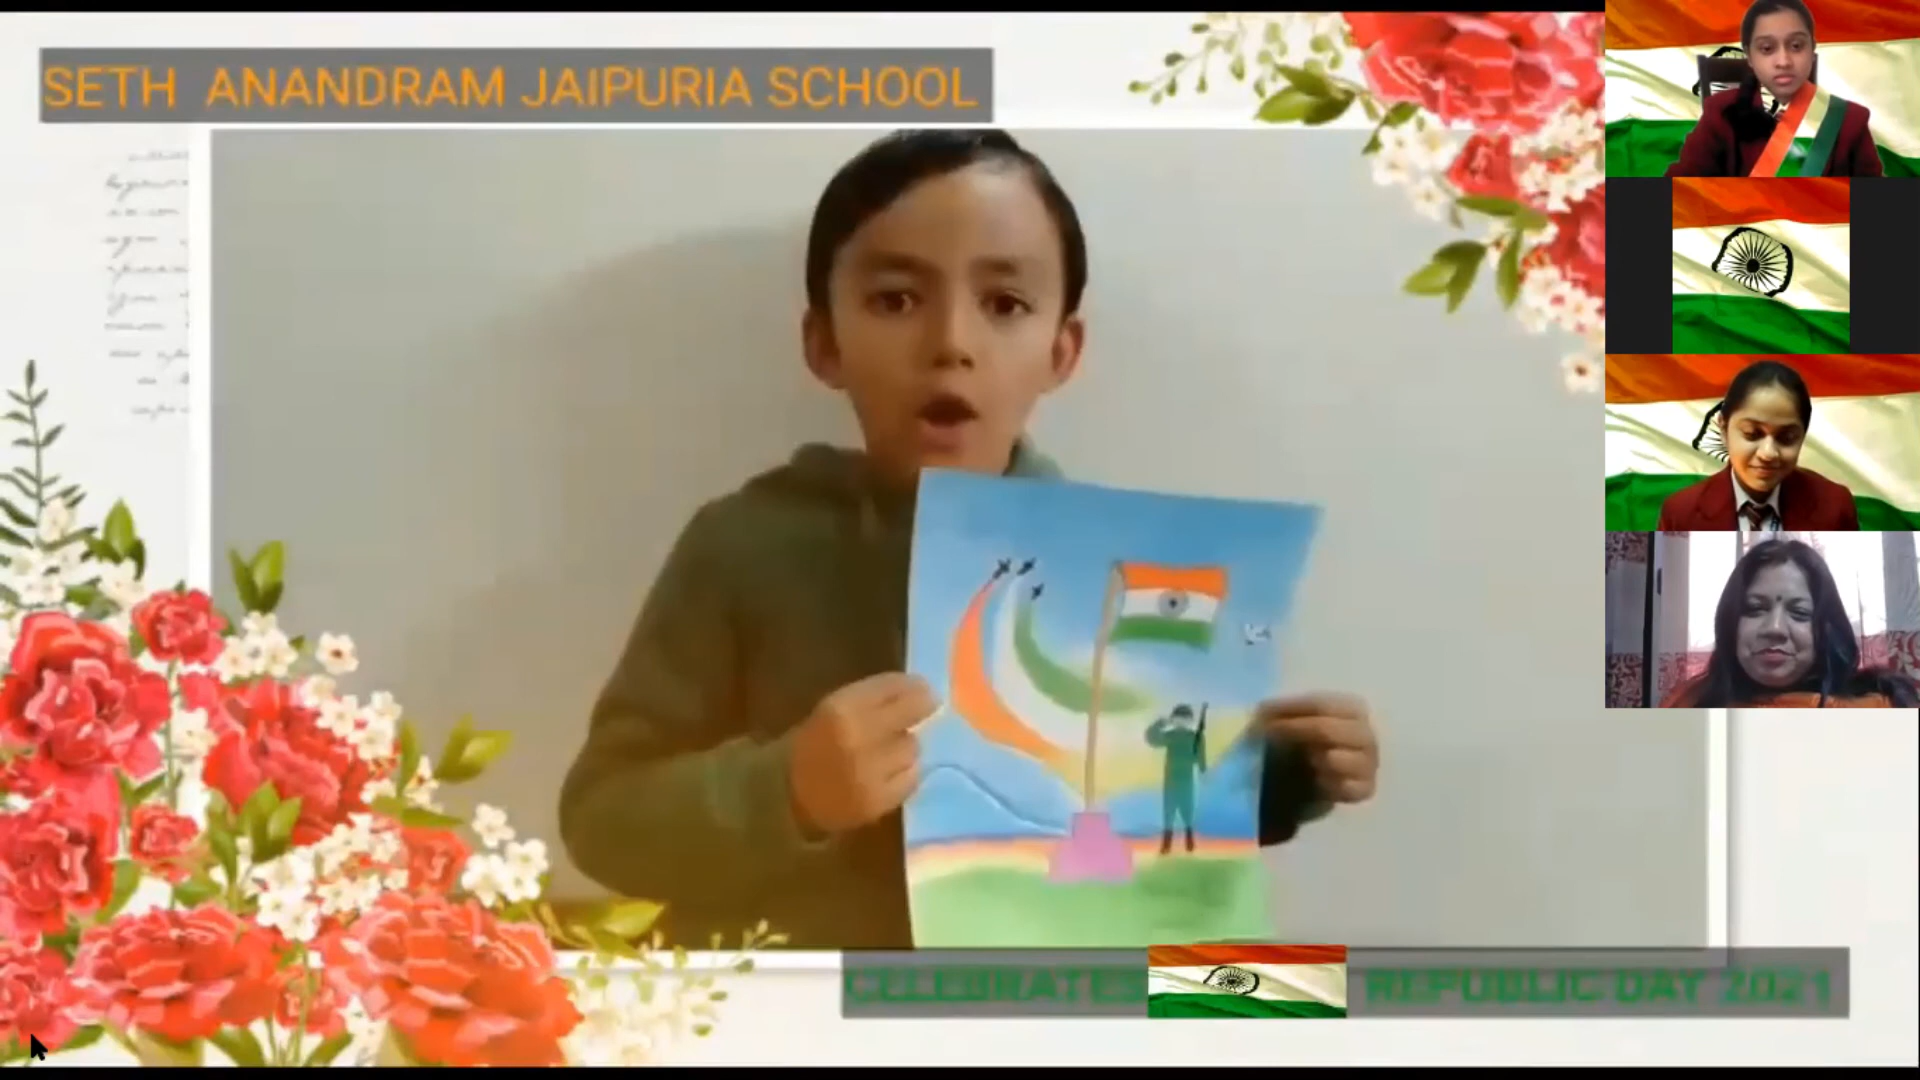 SETH ANANDRAM JAIPURIA SCHOOL
CELEBRATES REPUBLIC DAY 2021